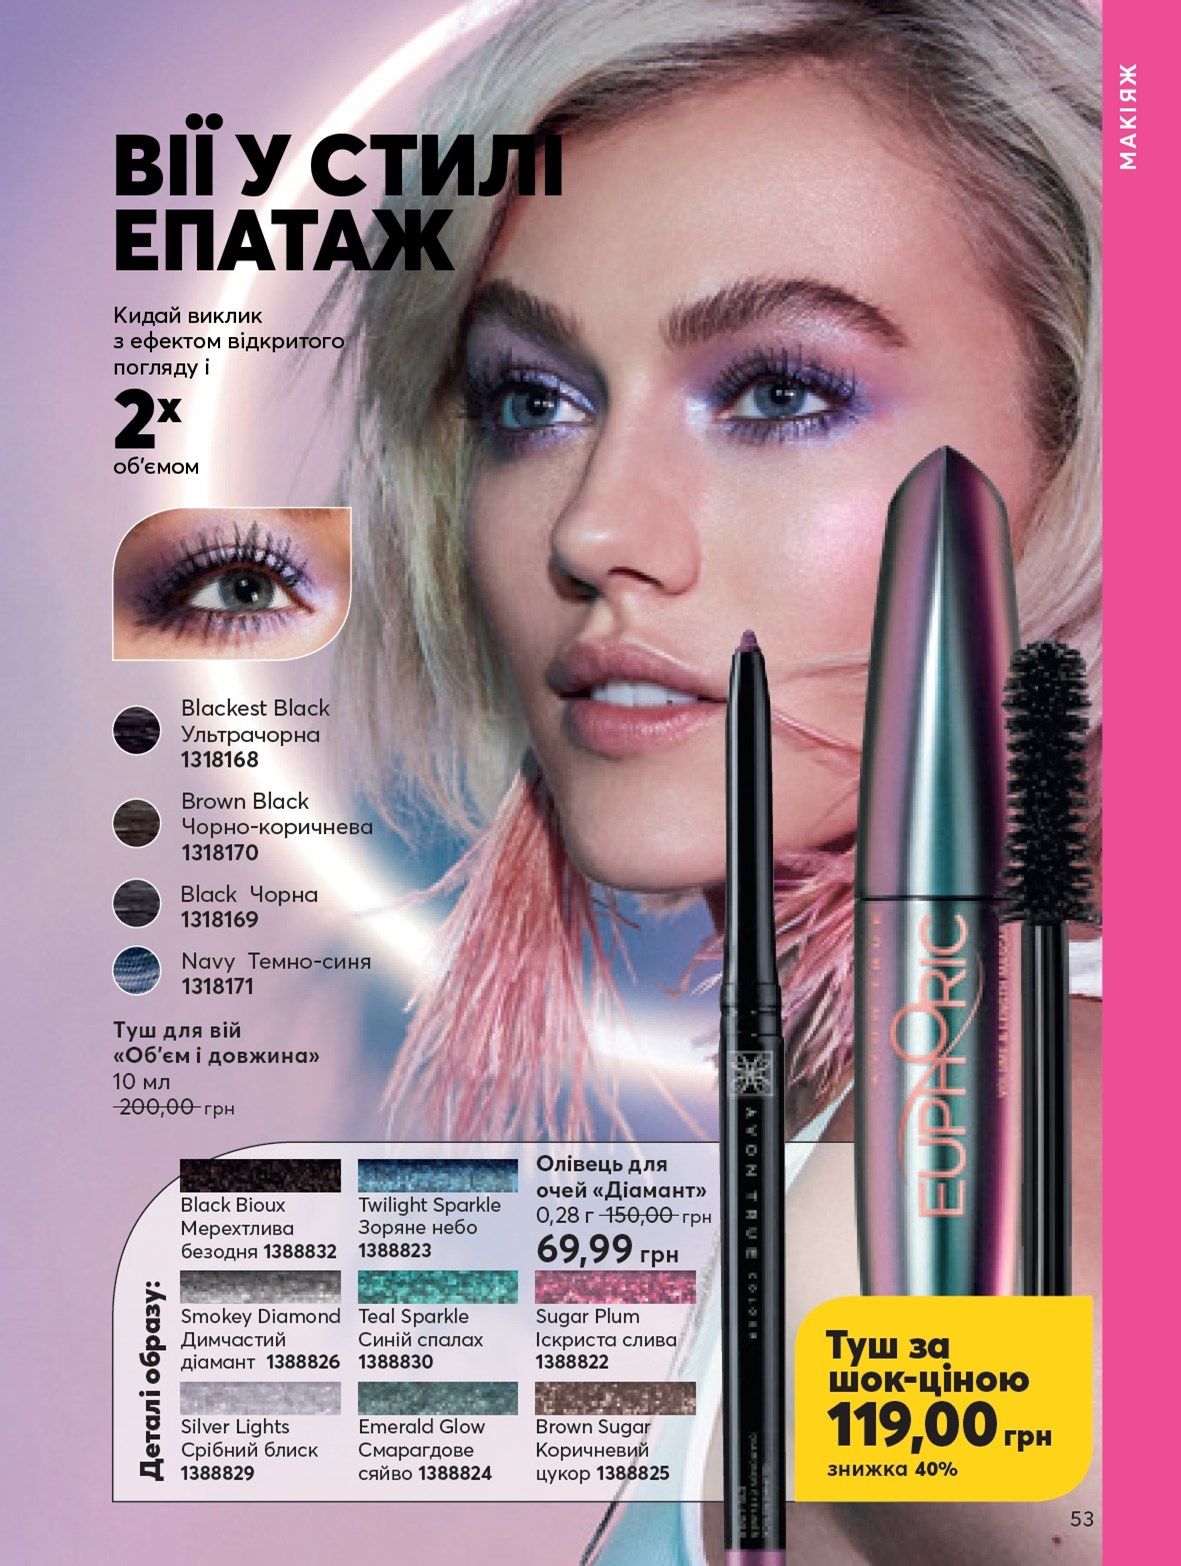 МАКІЯЖ
ВІЇ У СТИЛІ
ЕПАТАЖ
Кидай виклик
з ефектом відкритого
погляду і
2x
об'ємом
Blackest Black
Ультрачорна
1318168
Brown Black
Чорно-коричнева
1318170
Black Чорна
1318169
Navy Темно-синя
1318171
Туш для вій
«Об'єм і довжина»
10 мл
200,00 грн
Деталі образу:
Black Bioux
Мерехтлива
безодня 1388832
Twilight Sparkle
Зоряне небо
1388823
Олівець для
очей «Діамант»
0,28 г 150,00 грн
69,99 грн
Smokey Diamond
Димчастий
діамант 1388826
Teal Sparkle
Синій спалах
1388830
Sugar Plum
Іскриста слива
1388822
Silver Lights
Срібний блиск
1388829
Emerald Glow
Смарагдове
сяйво 1388824
Brown Sugar
Коричневий
цукор 1388825
AVON TRUE COLOUR
EUPHORIC
Туш за
шок-ціною
119,00 грн
знижка 40%
53